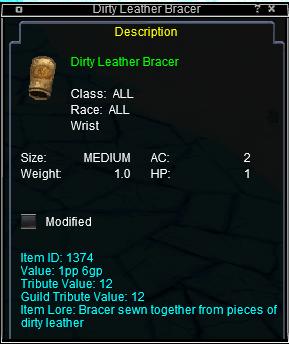 Dirty Leather Bracer ? X
Description
Dirty Leather Bracer
Class: ALL
Race: ALL
Wrist
Size: MEDIUM AC: 2
Weight: 1.0 HP: 1
Modified
Item ID: 1374
Value: 1pp 6gp
Tribute Value: 12
Guild Tribute Value: 12
Item Lore: Bracer sewn together from pieces of
dirty leather